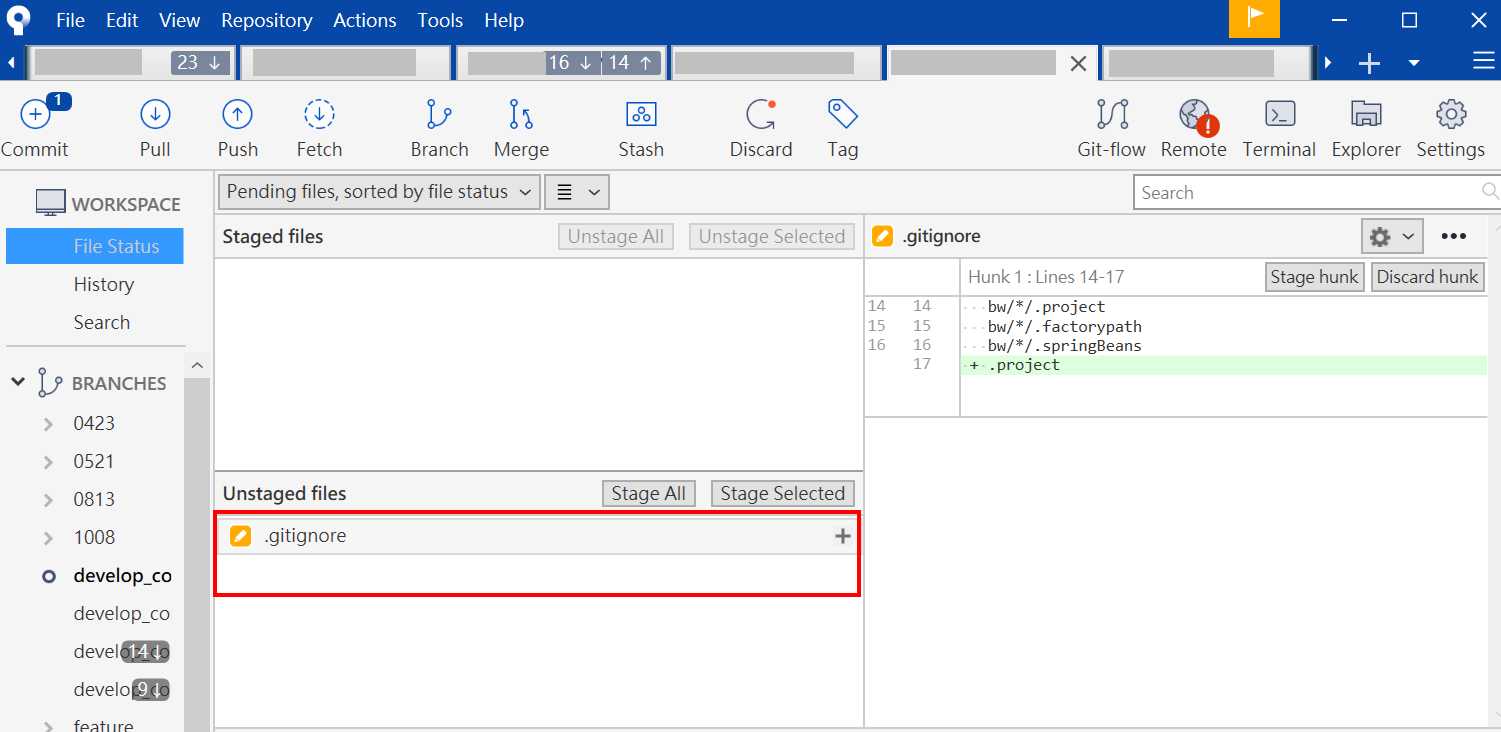 File Edit View Repository Actions Tools Help
23 ↓ 16 ↓ 14 ↑
1
Commit Pull Push Fetch Branch Merge Stash Discard Tag Git-flow Remote Terminal Explorer Settings
WORKSPACE
File Status
History
Search
BRANCHES
0423
0521
0813
1008
develop_co
develop_co
develop_co 14↓
develop_co 9↓
feature
Pending files, sorted by file status
Search
Staged files Unstage All Unstage Selected
Unstaged files Stage All Stage Selected
.gitignore +
.gitignore •••
Hunk 1 : Lines 14-17 Stage hunk Discard hunk
14 14 bw/*/.project
15 15 bw/*/.factorypath
16 16 bw/*/.springBeans
17 + .project